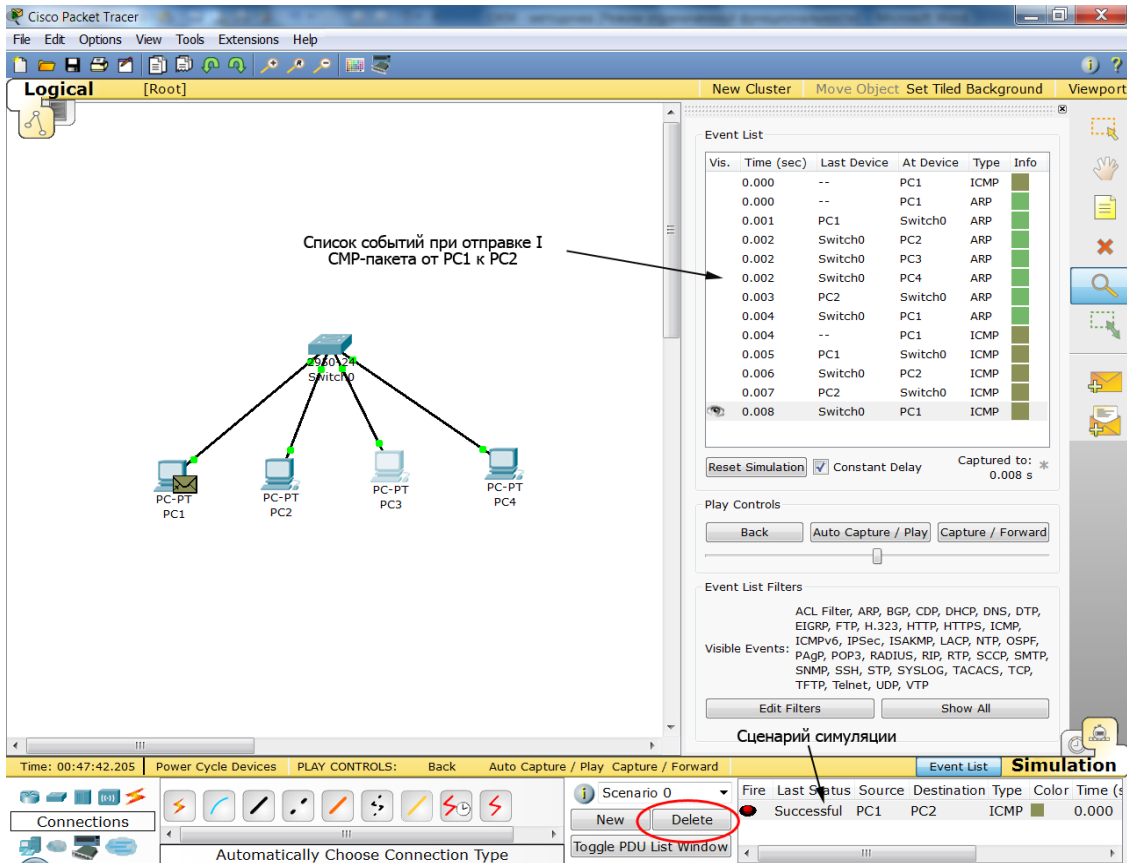 Cisco Packet Tracer
File Edit Options View Tools Extensions Help
Logical [Root] New Cluster Move Object Set Tiled Background Viewport
Event List
Vis. Time (sec) Last Device At Device Type Info
0.000 -- PC1 ICMP
0.000 -- PC1 ARP
0.001 PC1 Switch0 ARP
0.002 Switch0 PC2 ARP
0.002 Switch0 PC3 ARP
0.002 Switch0 PC4 ARP
0.003 PC2 Switch0 ARP
0.004 Switch0 PC1 ARP
0.004 -- PC1 ICMP
0.005 PC1 Switch0 ICMP
0.006 Switch0 PC2 ICMP
0.007 PC2 Switch0 ICMP
0.008 Switch0 PC1 ICMP
Список событий при отправке I
CMP-пакета от PC1 к PC2
2950-24
Switch0
PC-PT
PC1
PC-PT
PC2
PC-PT
PC3
PC-PT
PC4
Reset Simulation Constant Delay Captured to: *
0.008 s
Play Controls
Back Auto Capture / Play Capture / Forward
Event List Filters
Visible Events:
ACL Filter, ARP, BGP, CDP, DHCP, DNS, DTP,
EIGRP, FTP, H.323, HTTP, HTTPS, ICMP,
ICMPv6, IPSec, ISAKMP, LACP, NTP, OSPF,
PAgP, POP3, RADIUS, RIP, RTP, SCCP, SMTP,
SNMP, SSH, STP, SYSLOG, TACACS, TCP,
TFTP, Telnet, UDP, VTP
Edit Filters Show All
Сценарий симуляции
Time: 00:47:42.205 Power Cycle Devices PLAY CONTROLS: Back Auto Capture / Play Capture / Forward Event List Simulation
Connections
Automatically Choose Connection Type
Scenario 0
New Delete
Toggle PDU List Window
Fire Last Status Source Destination Type Color Time (s
Successful PC1 PC2 ICMP 0.000